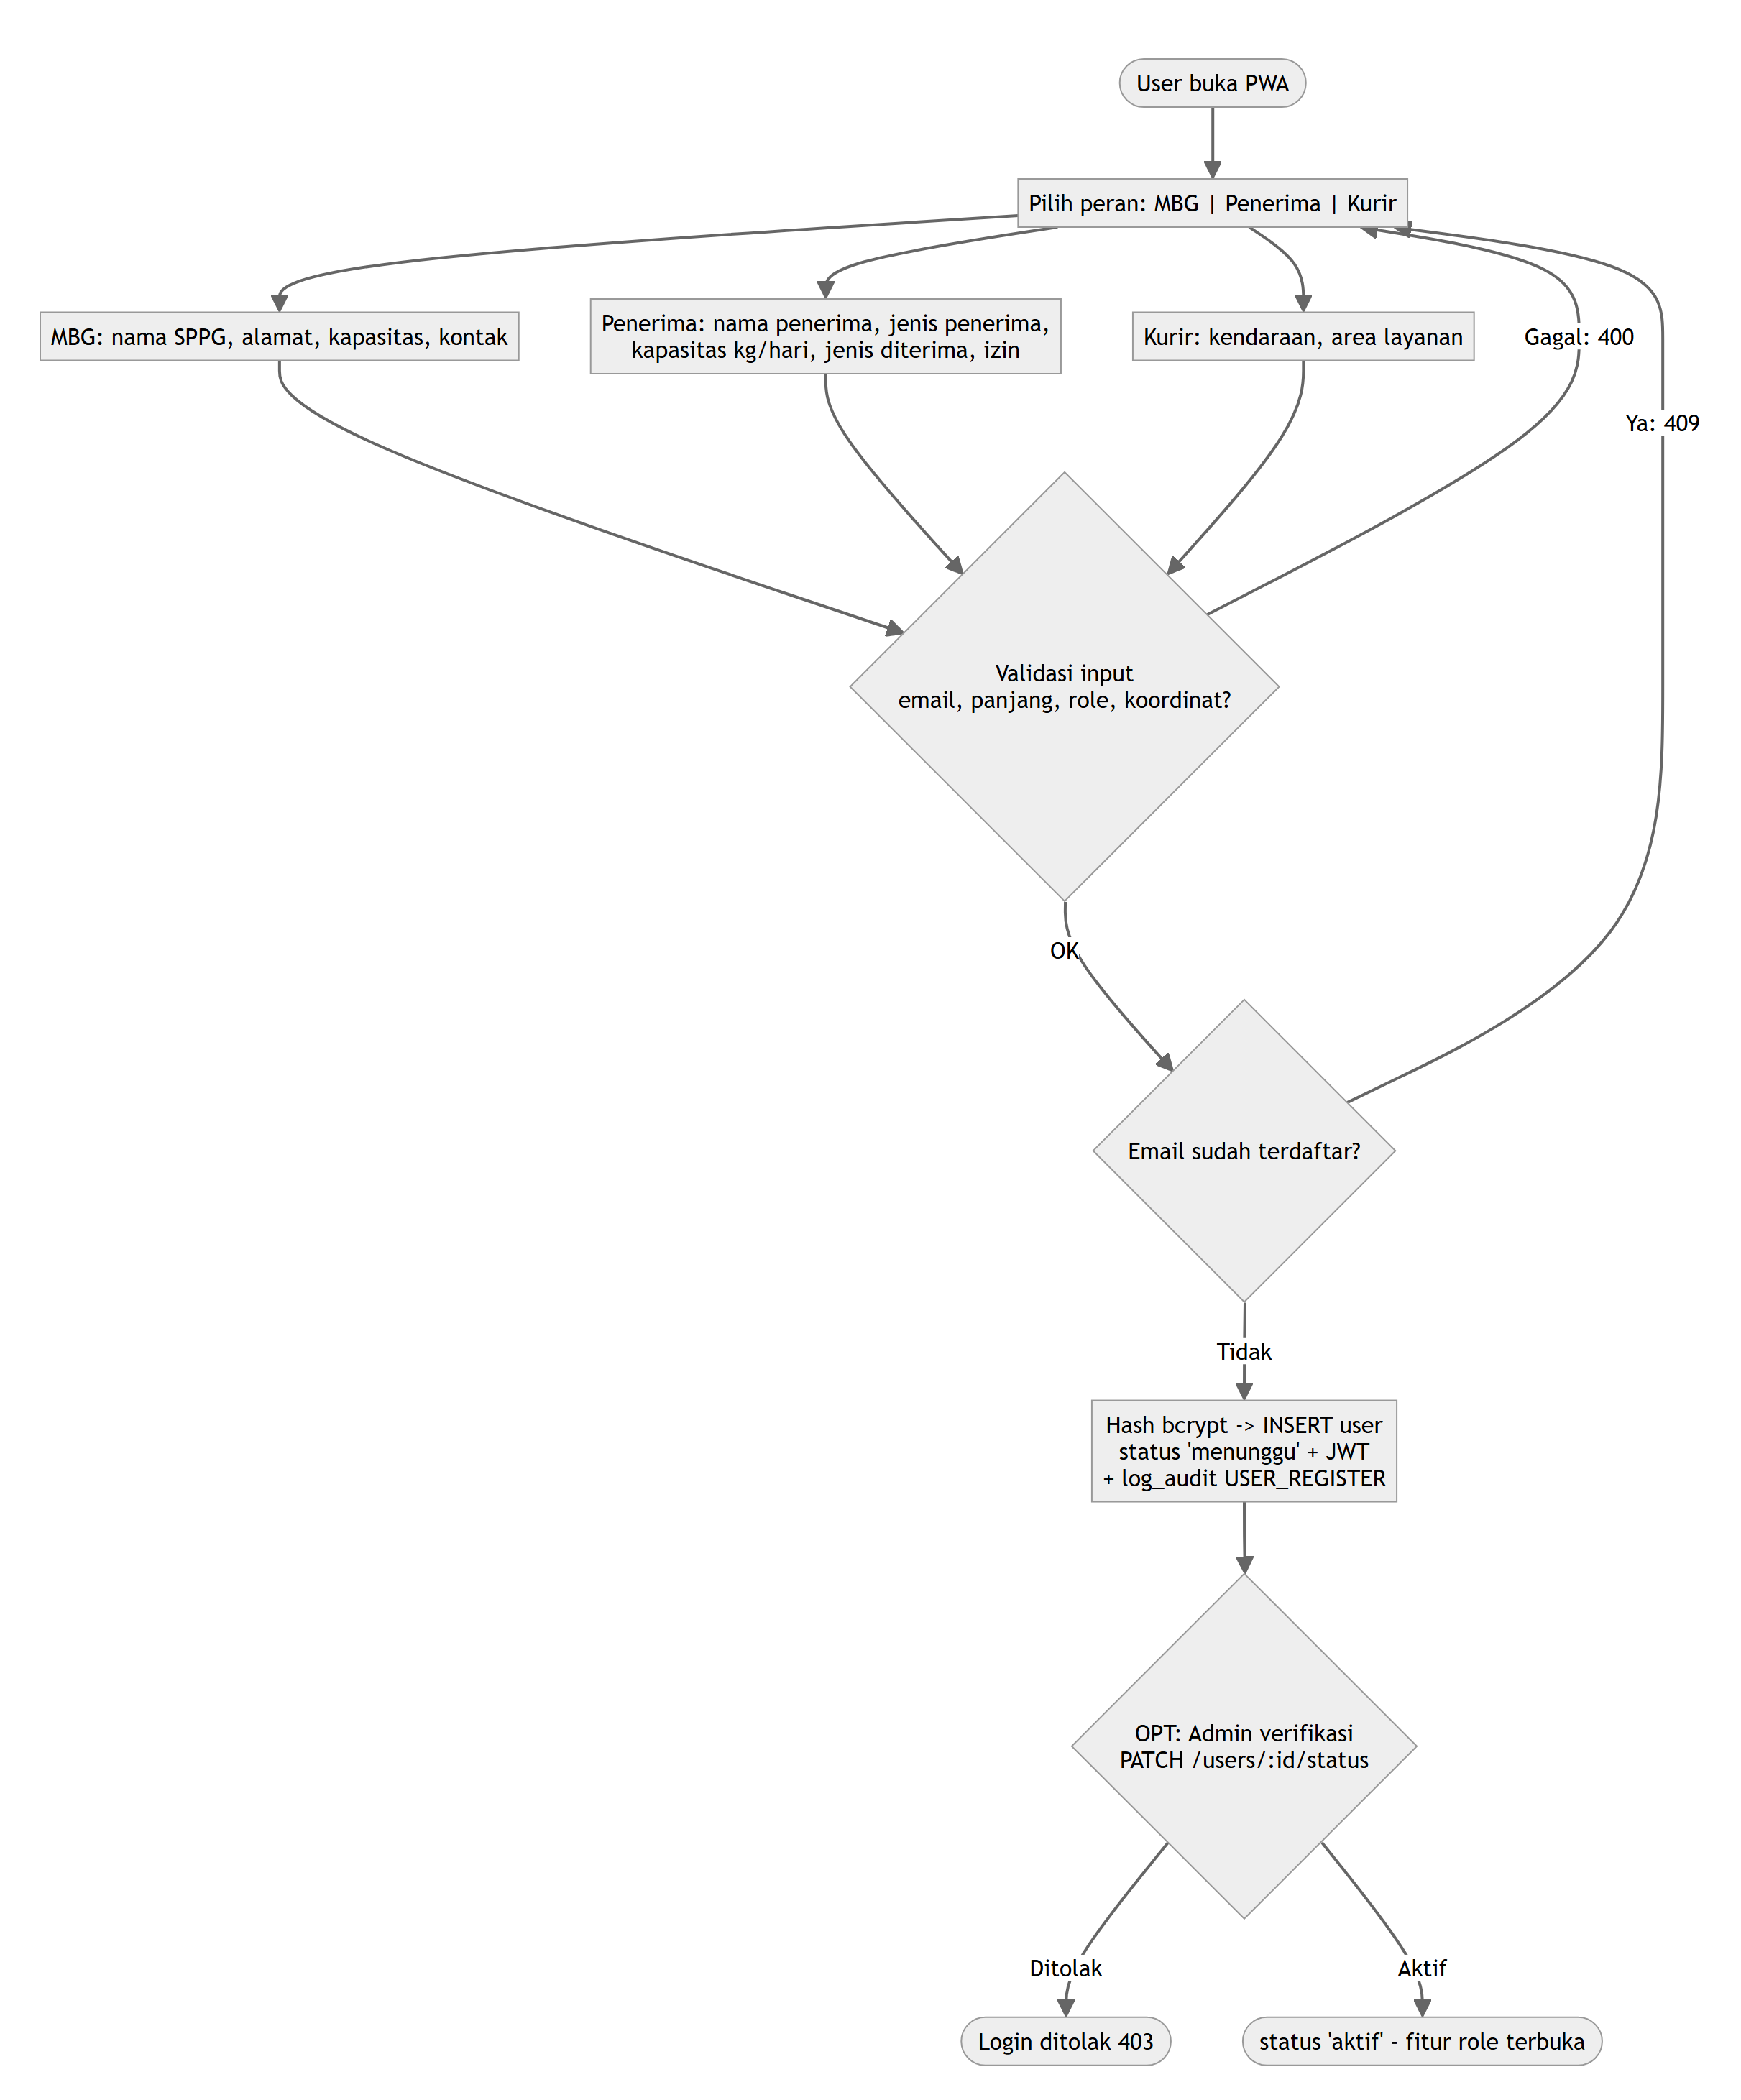 User buka PWA
Pilih peran: MBG | Penerima | Kurir
MBG: nama SPPG, alamat, kapasitas, kontak
Penerima: nama penerima, jenis penerima,
kapasitas kg/hari, jenis diterima, izin
Kurir: kendaraan, area layanan
Gagal: 400
Ya: 409
Validasi input
email, panjang, role, koordinat?
OK
Email sudah terdaftar?
Tidak
Hash bcrypt -> INSERT user
status 'menunggu' + JWT
+ log_audit USER_REGISTER
OPT: Admin verifikasi
PATCH /users/:id/status
Ditolak
Aktif
Login ditolak 403
status 'aktif' - fitur role terbuka